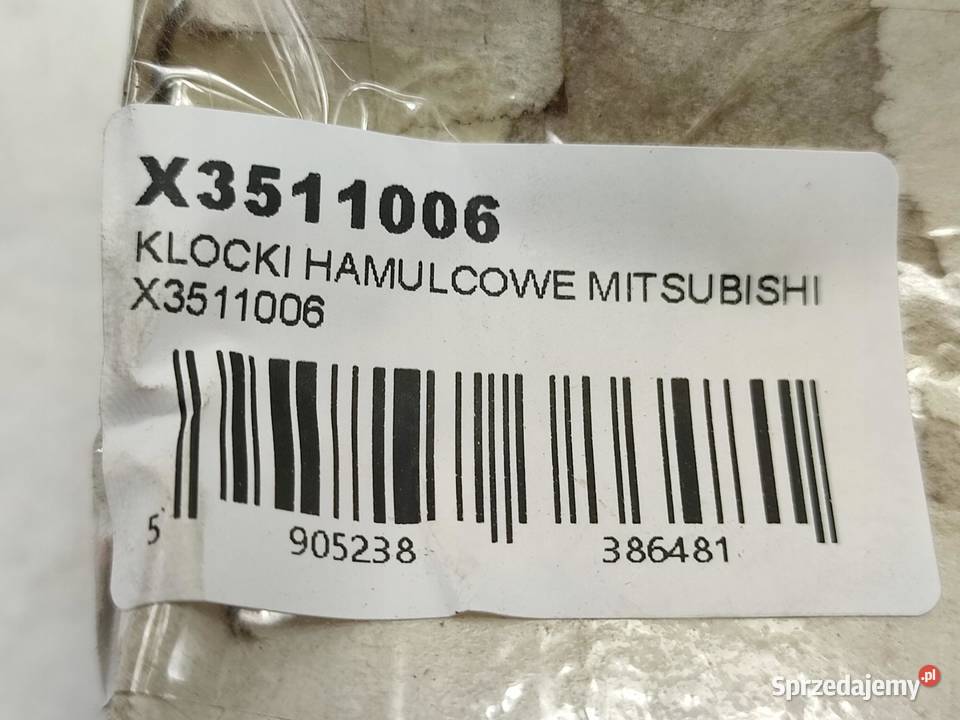 X3511006
KLOCKI HAMULCOWE MITSUBISHI
X3511006
5 905238 386481
Sprzedajemy.pl